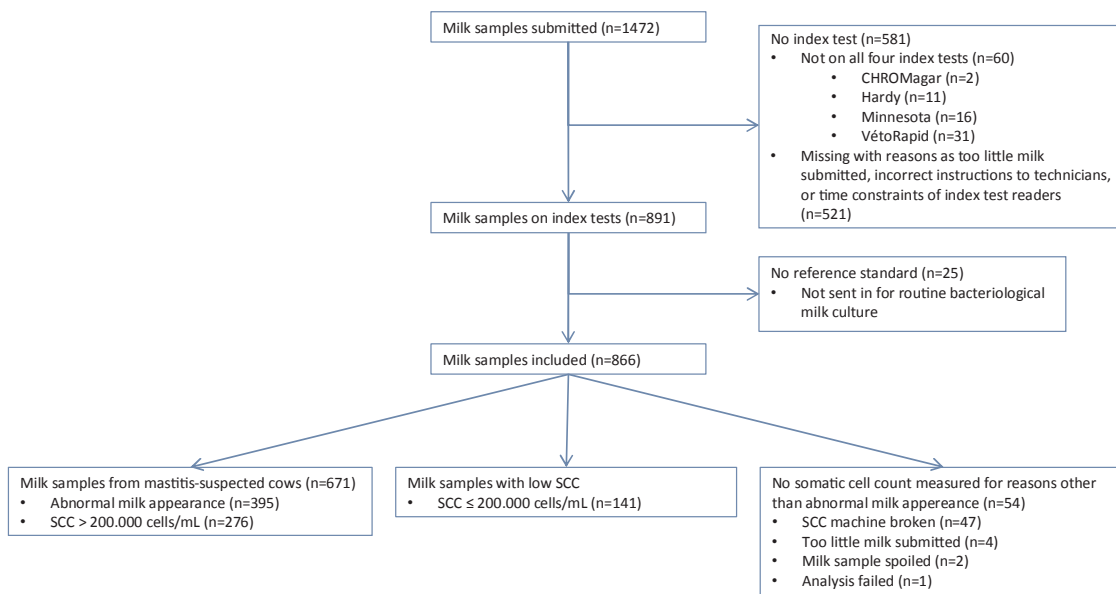 Milk samples submitted (n=1472)
No index test (n=581)
• Not on all four index tests (n=60)
• CHROMagar (n=2)
• Hardy (n=11)
• Minnesota (n=16)
• VétoRapid (n=31)
• Missing with reasons as too little milk
submitted, incorrect instructions to technicians,
or time constraints of index test readers
(n=521)
Milk samples on index tests (n=891)
No reference standard (n=25)
• Not sent in for routine bacteriological
milk culture
Milk samples included (n=866)
Milk samples from mastitis-suspected cows (n=671)
• Abnormal milk appearance (n=395)
• SCC > 200.000 cells/mL (n=276)
Milk samples with low SCC
• SCC ≤ 200.000 cells/mL (n=141)
No somatic cell count measured for reasons other
than abnormal milk appereance (n=54)
• SCC machine broken (n=47)
• Too little milk submitted (n=4)
• Milk sample spoiled (n=2)
• Analysis failed (n=1)